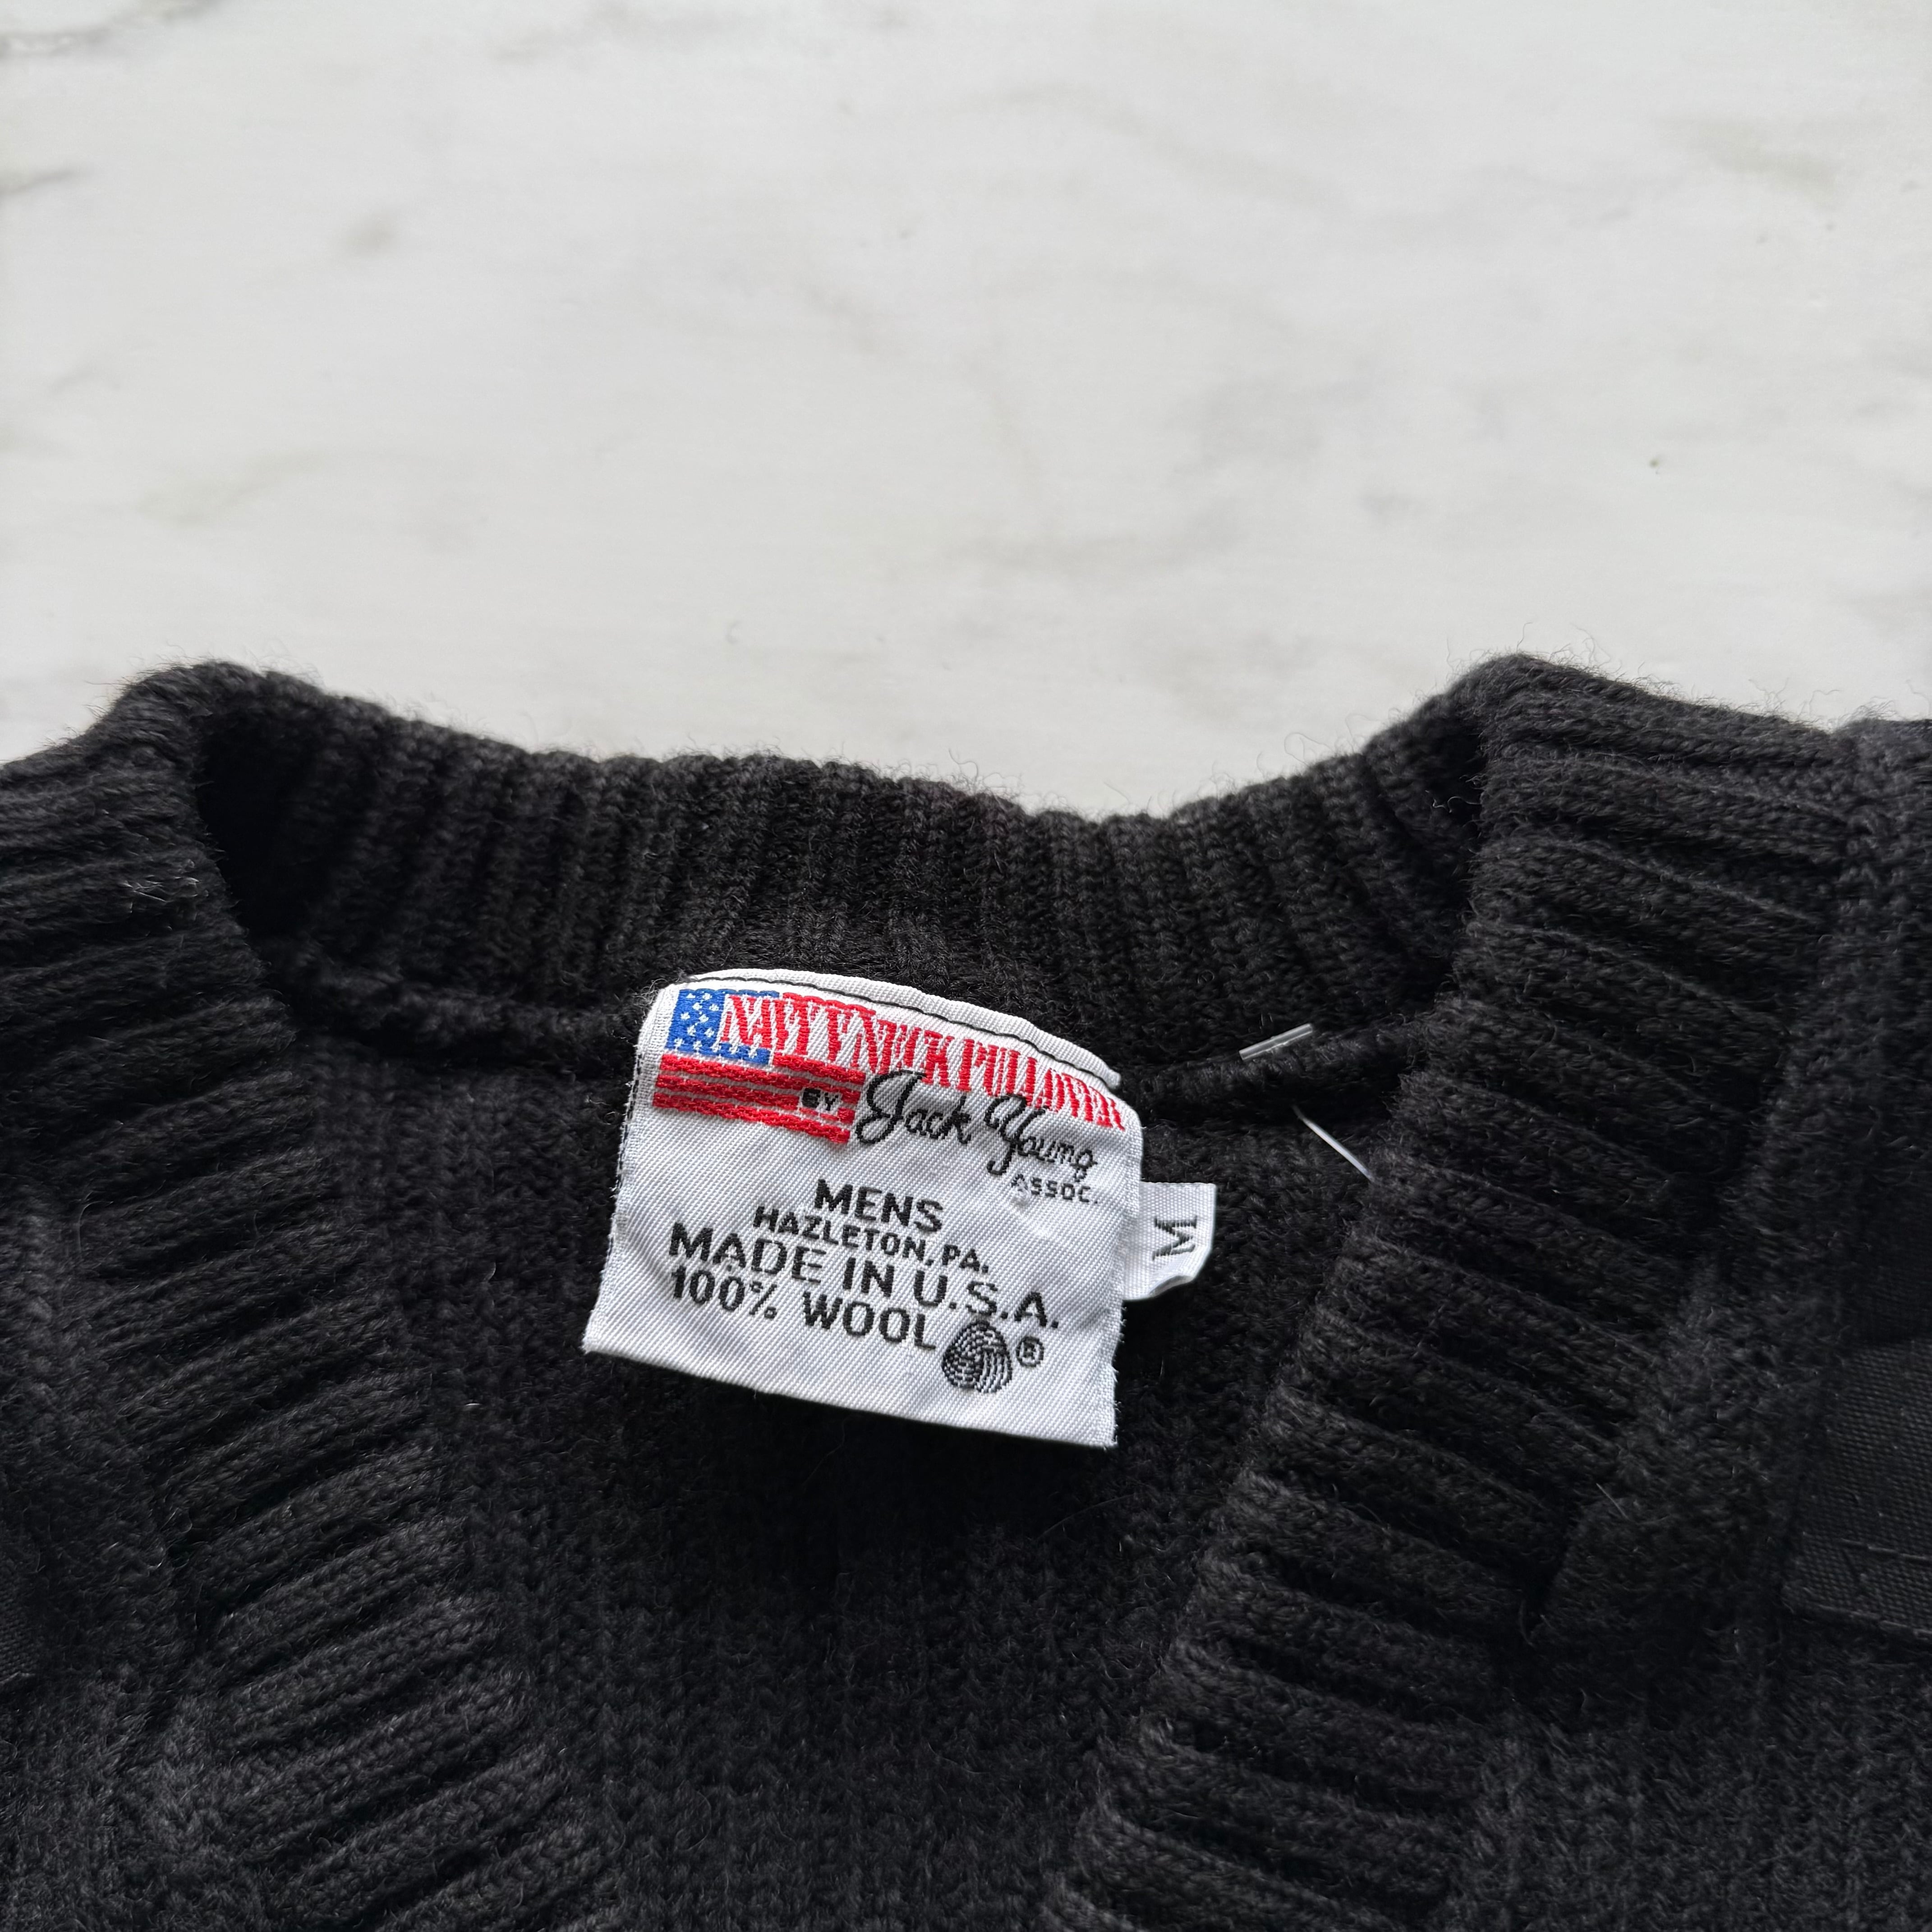 NAVY V NECK PULLOVER
BY Jack Young
ASSOC.
MENS
HAZLETON, PA.
MADE IN U.S.A.
100% WOOL ®
M